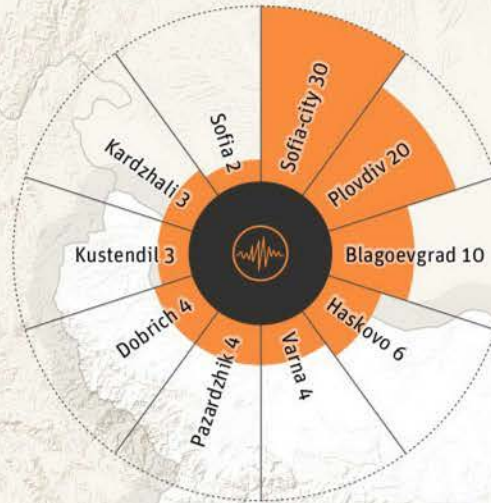 Sofia-city 30
Plovdiv 20
Blagoevgrad 10
Haskovo 6
Varna 4
Pazardzhik 4
Dobrich 4
Kustendil 3
Kardzhali 3
Sofia 2